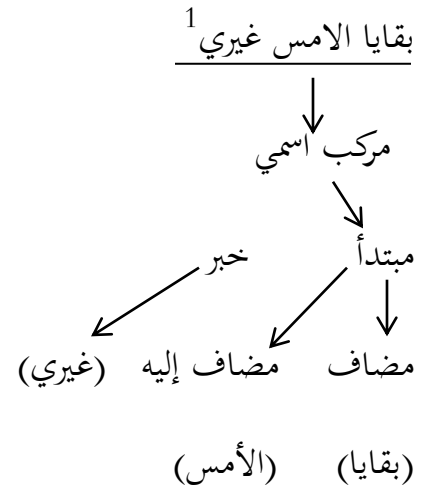 بقايا الامس غيري1
مركب اسمي
مبتدأ خبر
مضاف مضاف إليه (غيري)
(بقايا) (الأمس)